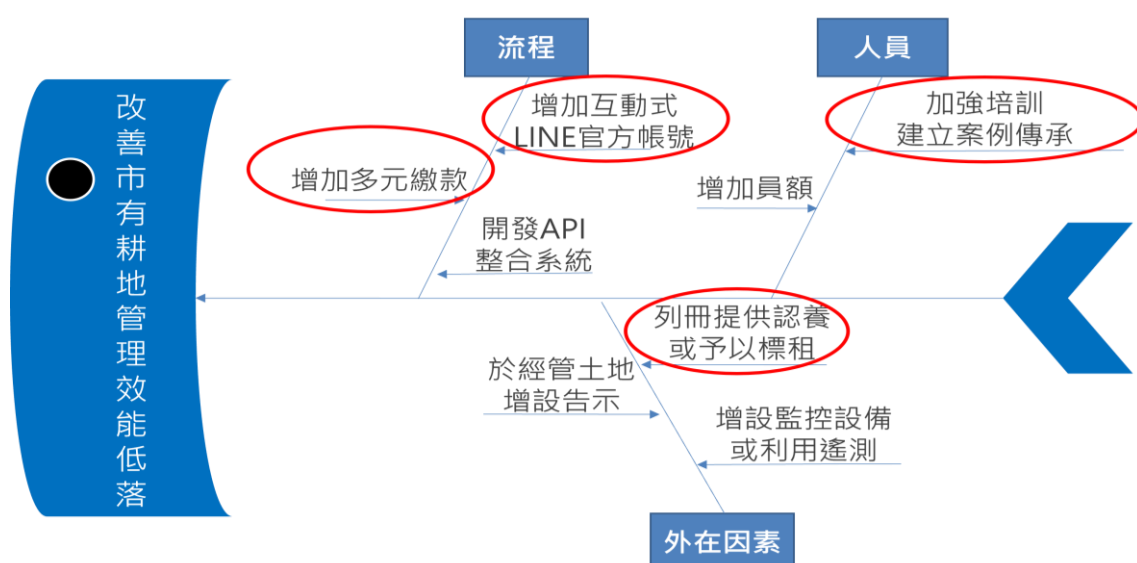 改善市有耕地管理效能低落
流程
增加互動式
LINE官方帳號
增加多元繳款
開發API
整合系統
人員
加強培訓
建立案例傳承
增加員額
列冊提供認養
或予以標租
於經管土地
增設告示
增設監控設備
或利用遙測
外在因素